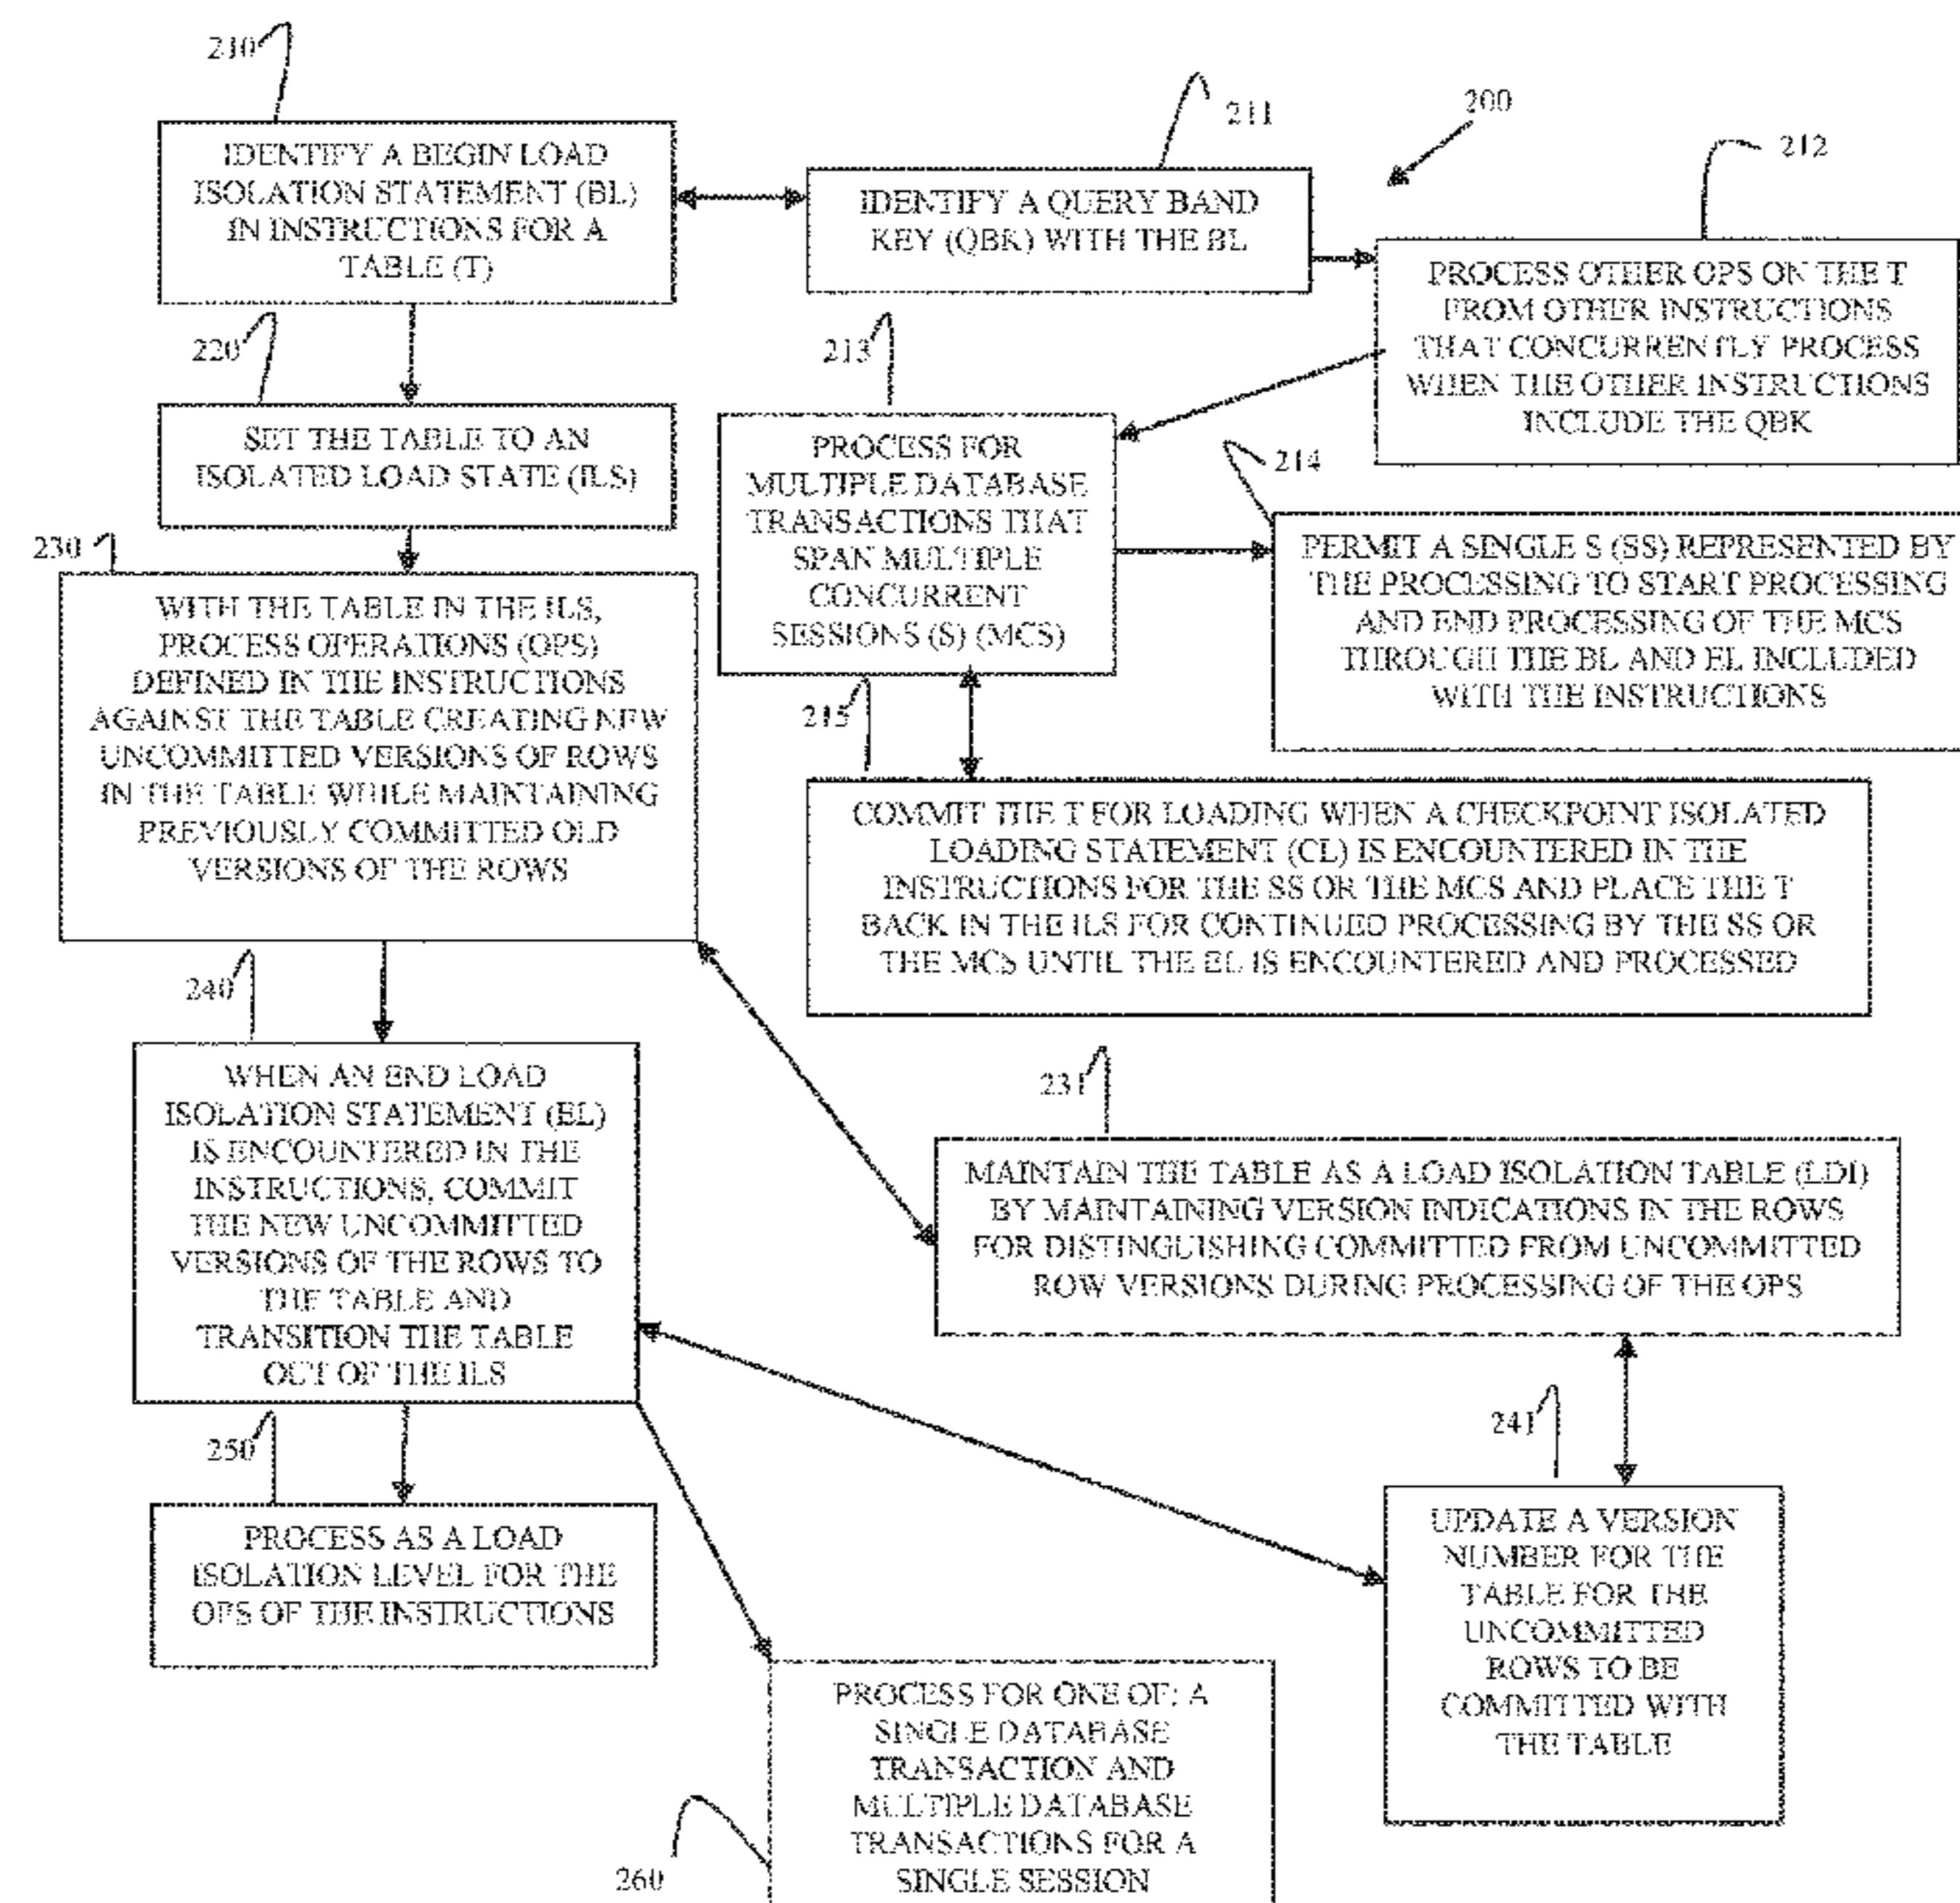 210
IDENTIFY A BEGIN LOAD
ISOLATION STATEMENT (BL)
IN INSTRUCTIONS FOR A
TABLE (T)
211
IDENTIFY A QUERY BAND
KEY (QBK) WITH THE BL
200
212
PROCESS OTHER OPS ON THE T
FROM OTHER INSTRUCTIONS
THAT CONCURRENTLY PROCESS
WHEN THE OTHER INSTRUCTIONS
INCLUDE THE QBK
220
SET THE TABLE TO AN
ISOLATED LOAD STATE (ILS)
213
PROCESS FOR
MULTIPLE DATABASE
TRANSACTIONS THAT
SPAN MULTIPLE
CONCURRENT
SESSIONS (S) (MCS)
214
PERMIT A SINGLE S (SS) REPRESENTED BY
THE PROCESSING TO START PROCESSING
AND END PROCESSING OF THE MCS
THROUGH THE BL AND EL INCLUDED
WITH THE INSTRUCTIONS
230
WITH THE TABLE IN THE ILS,
PROCESS OPERATIONS (OPS)
DEFINED IN THE INSTRUCTIONS
AGAINST THE TABLE CREATING NEW
UNCOMMITTED VERSIONS OF ROWS
IN THE TABLE WHILE MAINTAINING
PREVIOUSLY COMMITTED OLD
VERSIONS OF THE ROWS
215
COMMIT THE T FOR LOADING WHEN A CHECKPOINT ISOLATED
LOADING STATEMENT (CL) IS ENCOUNTERED IN THE
INSTRUCTIONS FOR THE SS OR THE MCS AND PLACE THE T
BACK IN THE ILS FOR CONTINUED PROCESSING BY THE SS OR
THE MCS UNTIL THE EL IS ENCOUNTERED AND PROCESSED
240
WHEN AN END LOAD
ISOLATION STATEMENT (EL)
IS ENCOUNTERED IN THE
INSTRUCTIONS, COMMIT
THE NEW UNCOMMITTED
VERSIONS OF THE ROWS TO
THE TABLE AND
TRANSITION THE TABLE
OUT OF THE ILS
231
MAINTAIN THE TABLE AS A LOAD ISOLATION TABLE (LDI)
BY MAINTAINING VERSION INDICATIONS IN THE ROWS
FOR DISTINGUISHING COMMITTED FROM UNCOMMITTED
ROW VERSIONS DURING PROCESSING OF THE OPS
250
PROCESS AS A LOAD
ISOLATION LEVEL FOR THE
OPS OF THE INSTRUCTIONS
241
UPDATE A VERSION
NUMBER FOR THE
TABLE FOR THE
UNCOMMITTED
ROWS TO BE
COMMITTED WITH
THE TABLE
260
PROCESS FOR ONE OF: A
SINGLE DATABASE
TRANSACTION AND
MULTIPLE DATABASE
TRANSACTIONS FOR A
SINGLE SESSION